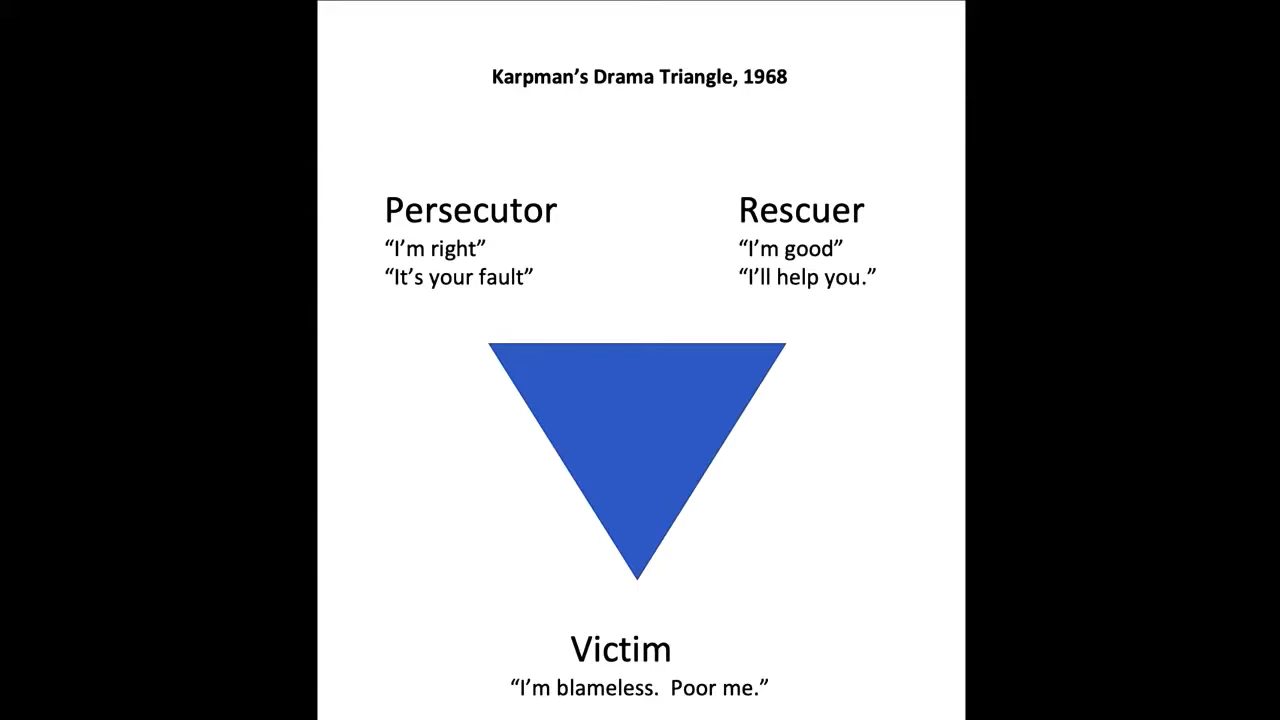 Karpman’s Drama Triangle, 1968
Persecutor
“I’m right”
“It’s your fault”
Rescuer
“I’m good”
“I’ll help you.”
Victim
“I’m blameless.  Poor me.”